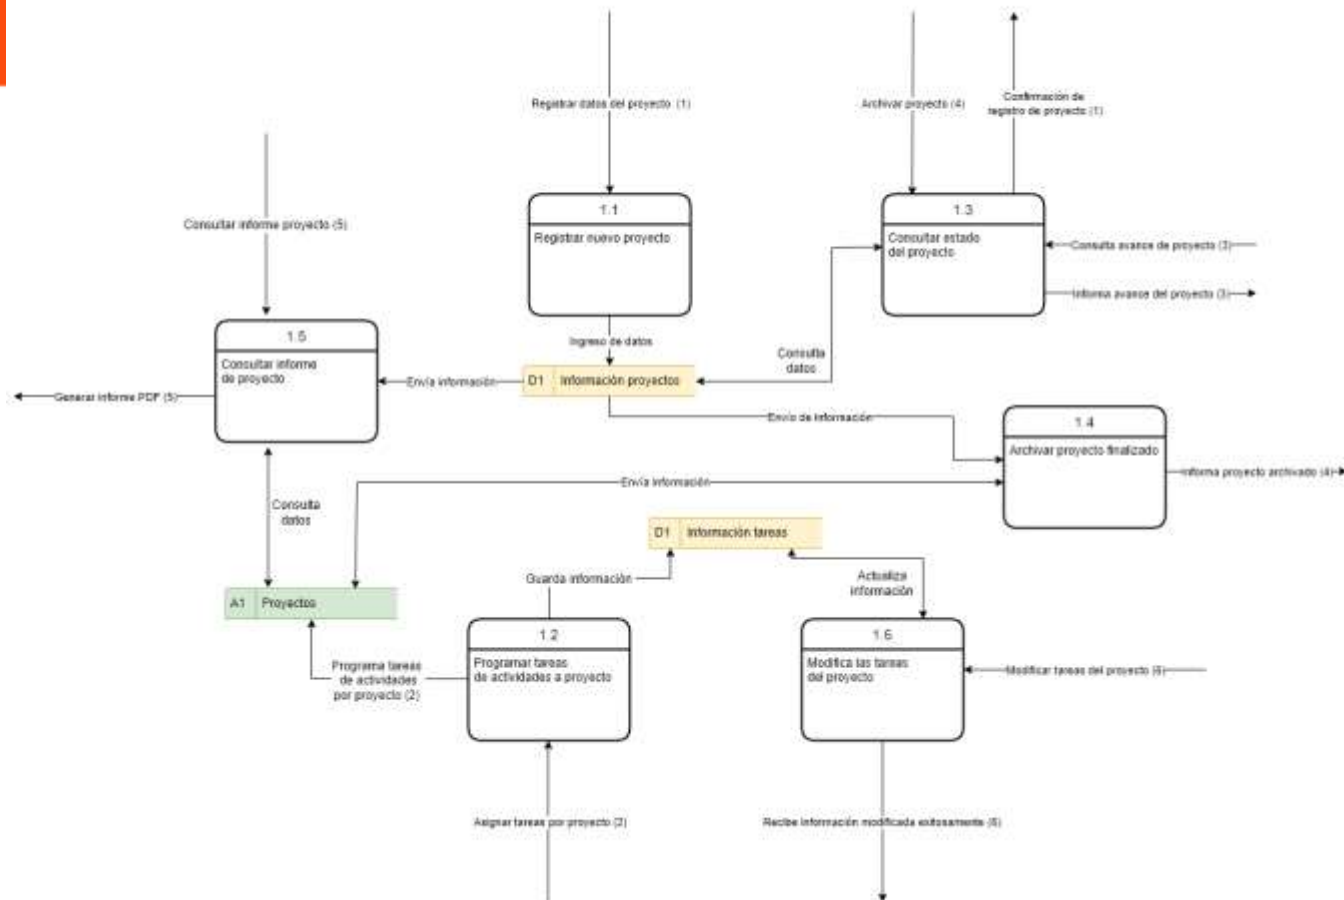 Registrar datos del proyecto (1)
Archivar proyecto (4)
Confirmación de
registro de proyecto (1)
Consultar informe proyecto (5)
1.1
Registrar nuevo proyecto
1.3
Consultar estado
del proyecto
Consulta avance de proyecto (3)
Informa avance del proyecto (3)
1.5
Consultar informe
de proyecto
Ingreso de datos
Consulta
datos
Generar informe PDF (5)
Envía información
D1 Información proyectos
Envío de información
1.4
Archivar proyecto finalizado
Informa proyecto archivado (4)
Envía información
Consulta
datos
D1 Información tareas
Guarda información
Actualiza
información
A1 Proyectos
1.2
Programar tareas
de actividades a proyecto
1.6
Modifica las tareas
del proyecto
Programa tareas
de actividades
por proyecto (2)
Modificar tareas del proyecto (6)
Asignar tareas por proyecto (2)
Recibe información modificada exitosamente (6)